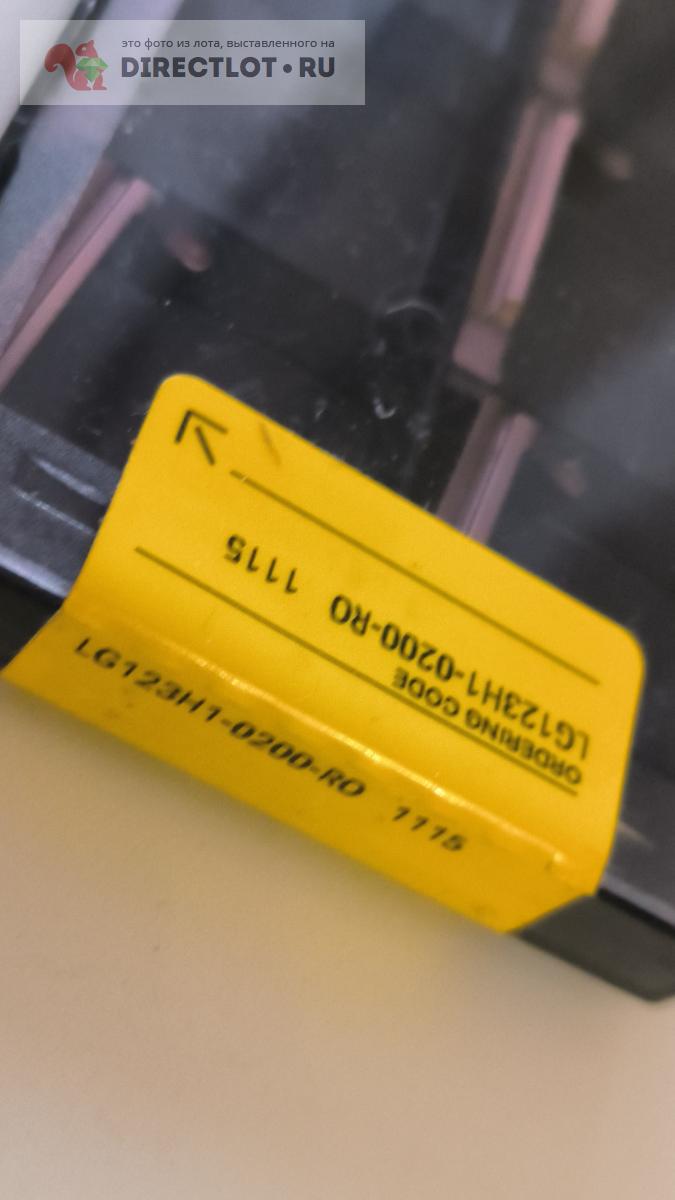 это фото из лота, выставленного на
DIRECTLOT.RU
ORDERING CODE
LG123H1-0200-RO 1115
LG123H1-0200-RO 1115